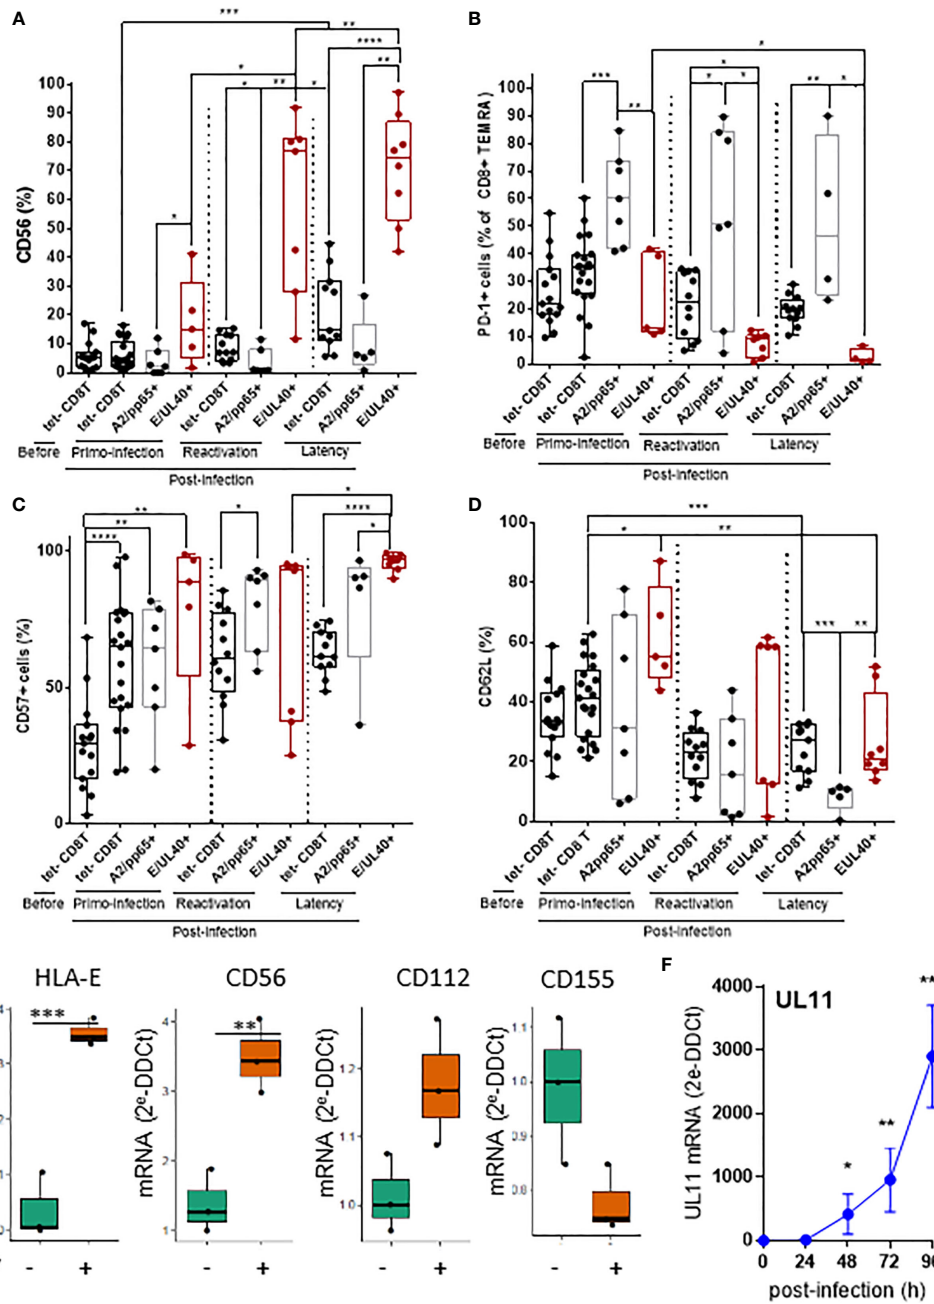 A
***
**
****
**
*
*
**
*
*
CD56 (%)
100
90
80
70
60
50
40
30
20
10
0
tet- CD8T
tet- CD8T
A2/pp65+
E/UL40+
tet- CD8T
A2/pp65+
E/UL40+
tet- CD8T
A2/pp65+
E/UL40+
Before Primo-Infection Reactivation Latency
Post-Infection
B
*
*
***
*
*
**
*
**
PD-1+ cells (% of CD8+ TEMRA)
100
90
80
70
60
50
40
30
20
10
0
tet- CD8T
tet- CD8T
A2/pp65+
E/UL40+
tet- CD8T
A2/pp65+
E/UL40+
tet- CD8T
A2/pp65+
E/UL40+
Before Primo-Infection Reactivation Latency
Post-Infection
C
*
**
*
****
**
*
****
CD57+ cells (%)
100
50
0
tet- CD8T
tet- CD8T
A2/pp65+
E/UL40+
tet- CD8T
A2/pp65+
E/UL40+
tet- CD8T
A2/pp65+
E/UL40+
Before Primo-Infection Reactivation Latency
Post-Infection
D
***
*
**
***
**
CD62L (%)
100
80
60
40
20
0
tet- CD8T
tet- CD8T
A2pp65+
EUL40+
tet- CD8T
A2pp65+
EUL40+
tet- CD8T
A2pp65+
EUL40+
Before Primo-Infection Reactivation Latency
Post-Infection
HLA-E
***
- +
CD56
mRNA (2e-DDCt)
4
3
2
1
**
- +
CD112
mRNA (2e-DDCt)
1.2
1.1
1.0
- +
CD155
mRNA (2e-DDCt)
1.1
1.0
0.9
0.8
- +
F
UL11
UL11 mRNA (2e-DDCt)
4000
3000
2000
1000
0
*
**
0 24 48 72
post-infection (h)